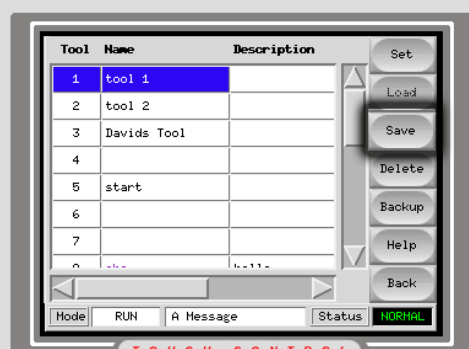 Tool Name Description
1 tool 1
2 tool 2
3 Davids Tool
4
5 start
6
7
Set
Load
Save
Delete
Backup
Help
Back
Mode RUN A Message Status NORMAL